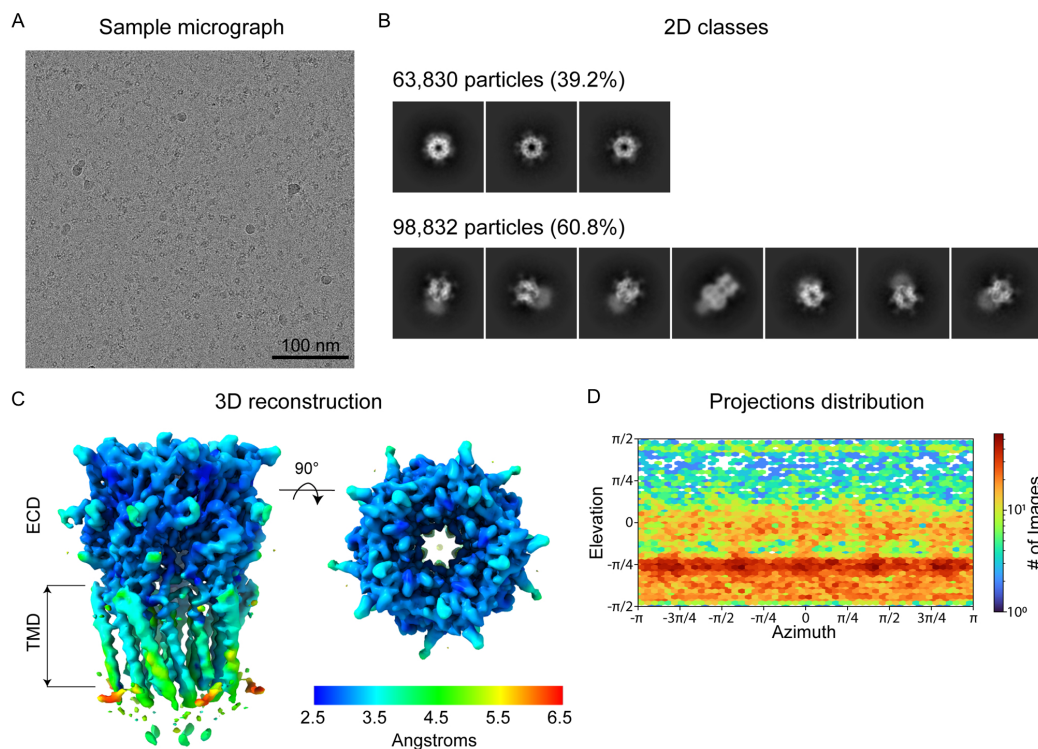 A
Sample micrograph
100 nm
B
2D classes
63,830 particles (39.2%)
98,832 particles (60.8%)
C
3D reconstruction
90°
ECD
TMD
2.5 3.5 4.5 5.5 6.5
Angstroms
D
Projections distribution
π/2
π/4
0
-π/4
-π/2
Elevation
-π -3π/4 -π/2 -π/4 0 π/4 π/2 3π/4 π
Azimuth
10¹
10⁰
# of Images